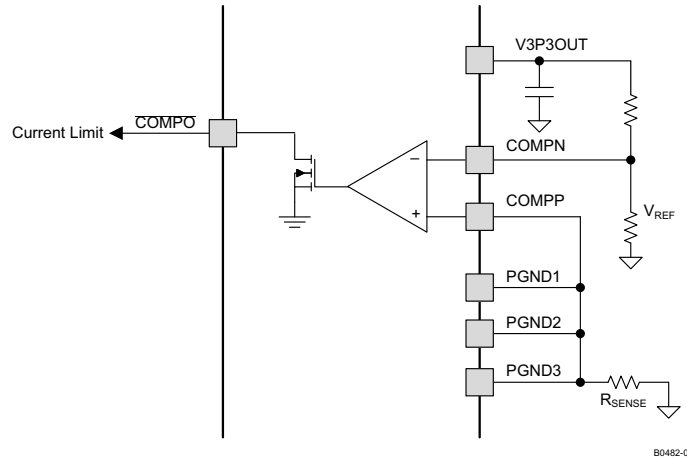 V3P3OUT
Current Limit
COMPO
COMPN
−
+
COMPP
VREF
PGND1
PGND2
PGND3
RSENSE